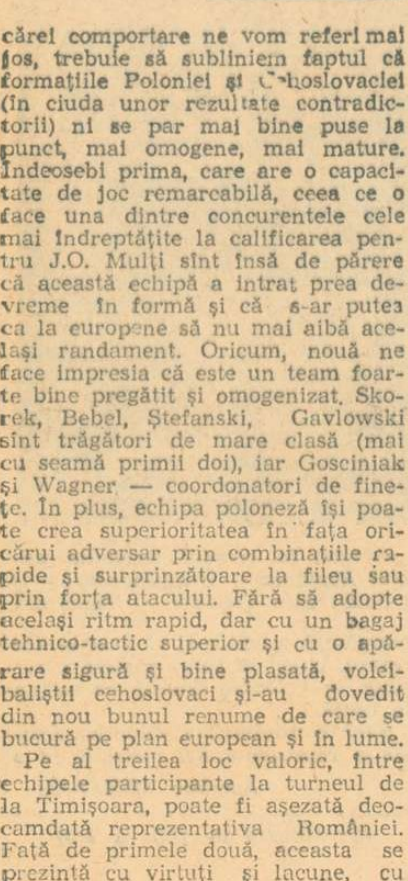 cărei comportare ne vom referi mai
jos, trebuie să subliniem faptul că
formațiile Poloniei și Cehoslovaciei
(în ciuda unor rezultate contradic-
torii) ni se par mai bine puse la
punct, mai omogene, mai mature.
Îndeosebi prima, care are o capaci-
tate de joc remarcabilă, ceea ce o
face una dintre concurentele cele
mai îndreptățite la calificarea pen-
tru J.O. Mulți sînt însă de părere
că această echipă a intrat prea de-
vreme în formă și că s-ar putea
ca la europene să nu mai aibă ace-
lași randament. Oricum, nouă ne
face impresia că este un team foar-
te bine pregătit și omogenizat. Sko-
rek, Bebel, Ștefanski, Gavlowski
sînt trăgători de mare clasă (mai
cu seamă primii doi), iar Gosciniak
și Wagner — coordonatori de fine-
țe. În plus, echipa poloneză își poa-
te crea superioritatea în fața ori-
cărui adversar prin combinațiile ra-
pide și surprinzătoare la fileu sau
prin forța atacului. Fără să adopte
același ritm rapid, dar cu un bagaj
tehnico-tactic superior și cu o apă-
rare sigură și bine plasată, volei-
baliștii cehoslovaci și-au dovedit
din nou bunul renume de care se
bucură pe plan european și în lume.
Pe al treilea loc valoric, între
echipele participante la turneul de
la Timișoara, poate fi așezată deo-
camdată reprezentativa României.
Față de primele două, aceasta se
prezintă cu virtuți și lacune, cu